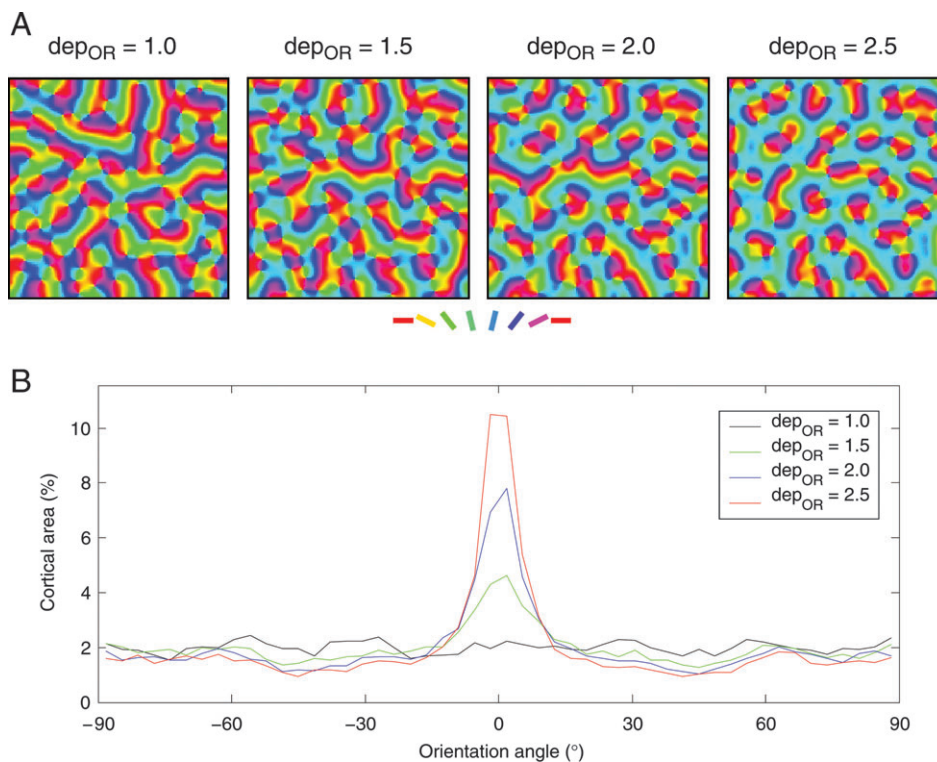 A
dep_OR = 1.0 dep_OR = 1.5 dep_OR = 2.0 dep_OR = 2.5
B
10
8
6
4
2
0
Cortical area (%)
dep_OR = 1.0
dep_OR = 1.5
dep_OR = 2.0
dep_OR = 2.5
−90 −60 −30 0 30 60 90
Orientation angle (°)